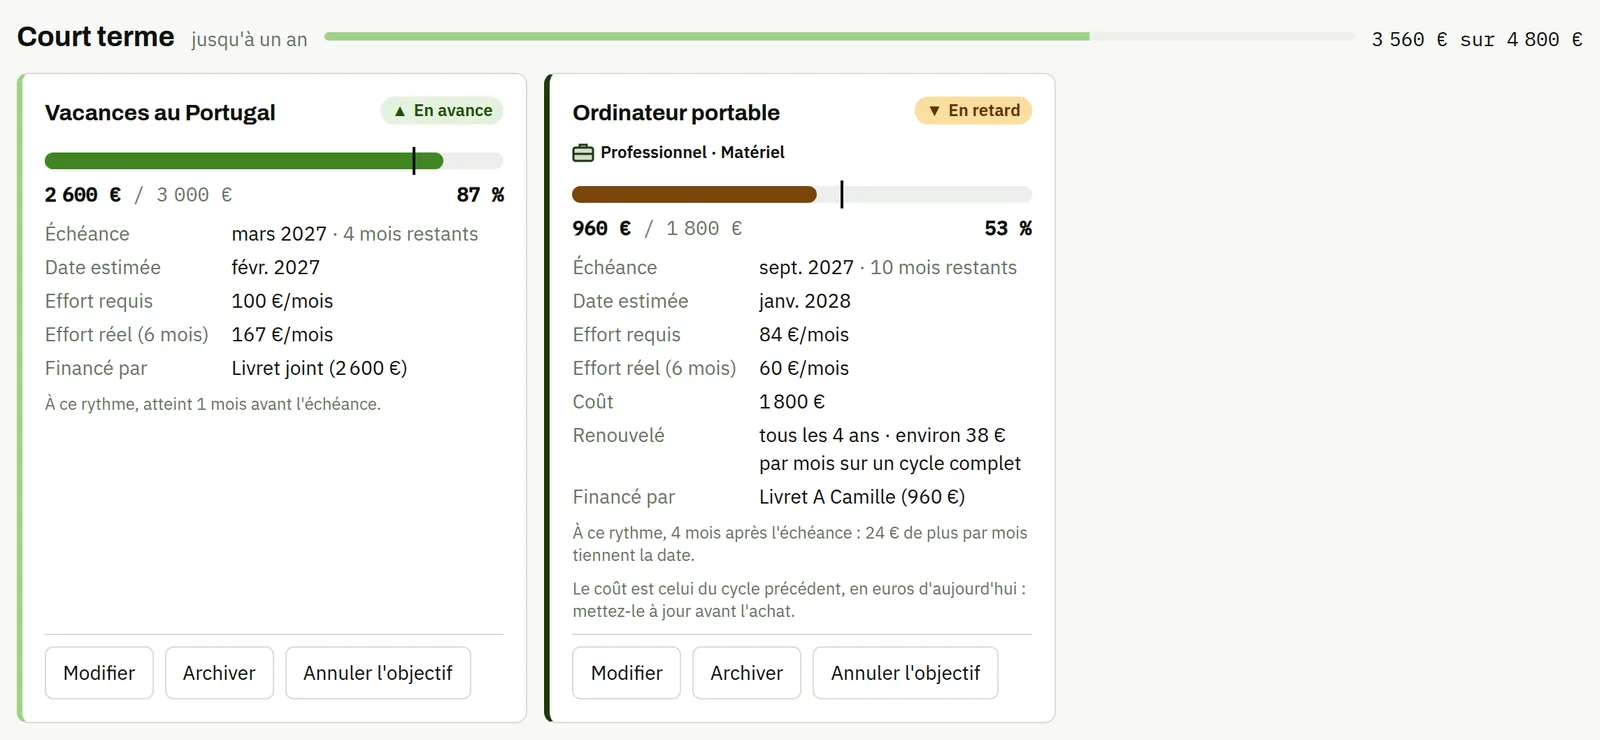 Court terme jusqu'à un an 3 560 € sur 4 800 €
Vacances au Portugal
▲ En avance
2 600 € / 3 000 € 87 %
Échéance mars 2027 · 4 mois restants
Date estimée févr. 2027
Effort requis 100 €/mois
Effort réel (6 mois) 167 €/mois
Financé par Livret joint (2 600 €)
À ce rythme, atteint 1 mois avant l'échéance.
Modifier Archiver Annuler l'objectif
Ordinateur portable
▼ En retard
Professionnel · Matériel
960 € / 1 800 € 53 %
Échéance sept. 2027 · 10 mois restants
Date estimée janv. 2028
Effort requis 84 €/mois
Effort réel (6 mois) 60 €/mois
Coût 1 800 €
Renouvelé tous les 4 ans · environ 38 €
par mois sur un cycle complet
Financé par Livret A Camille (960 €)
À ce rythme, 4 mois après l'échéance : 24 € de plus par mois
tiennent la date.
Le coût est celui du cycle précédent, en euros d'aujourd'hui :
mettez-le à jour avant l'achat.
Modifier Archiver Annuler l'objectif